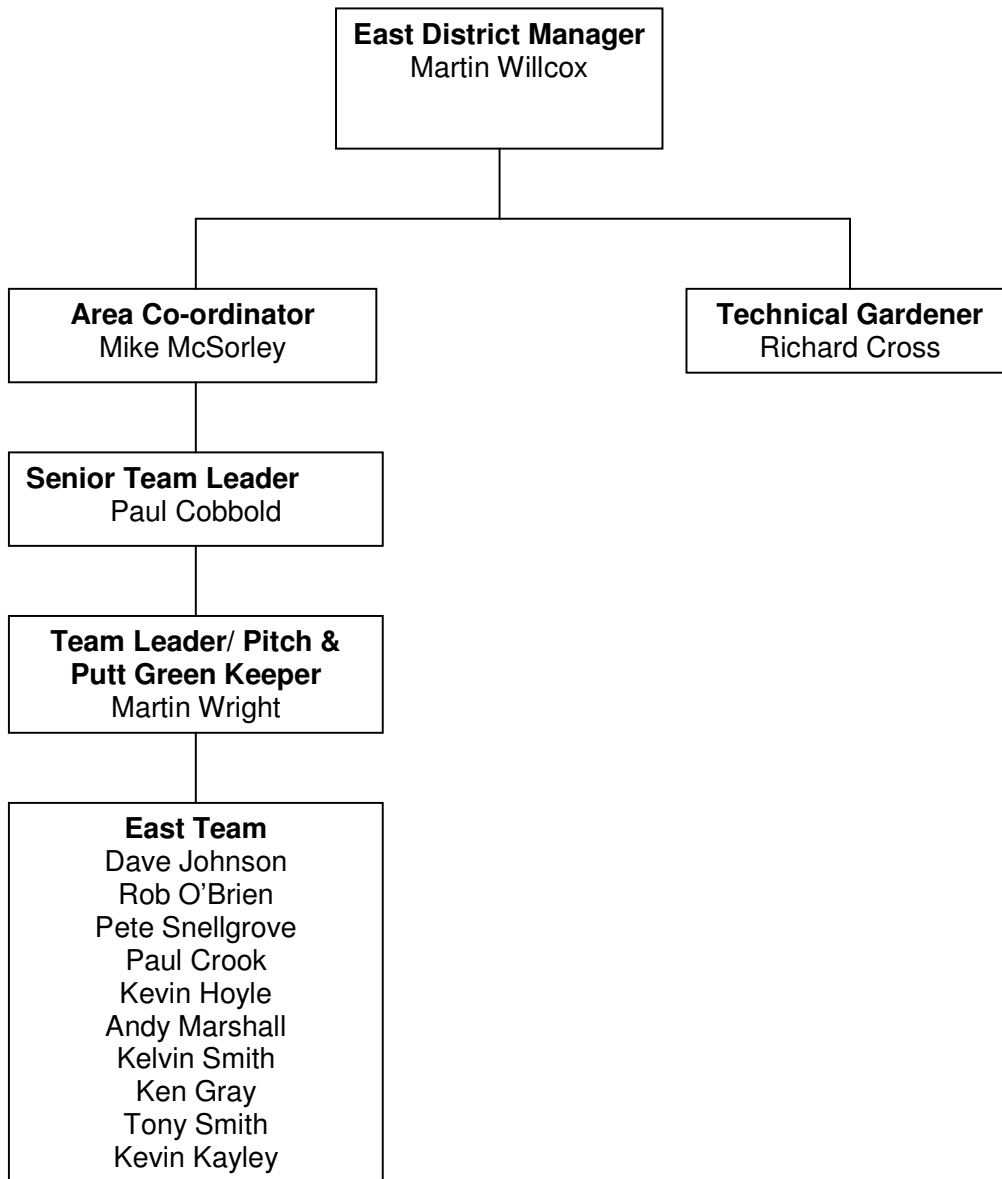 East District Manager
Martin Willcox
Area Co-ordinator
Mike McSorley
Technical Gardener
Richard Cross
Senior Team Leader
Paul Cobbold
Team Leader/ Pitch &
Putt Green Keeper
Martin Wright
East Team
Dave Johnson
Rob O’Brien
Pete Snellgrove
Paul Crook
Kevin Hoyle
Andy Marshall
Kelvin Smith
Ken Gray
Tony Smith
Kevin Kayley